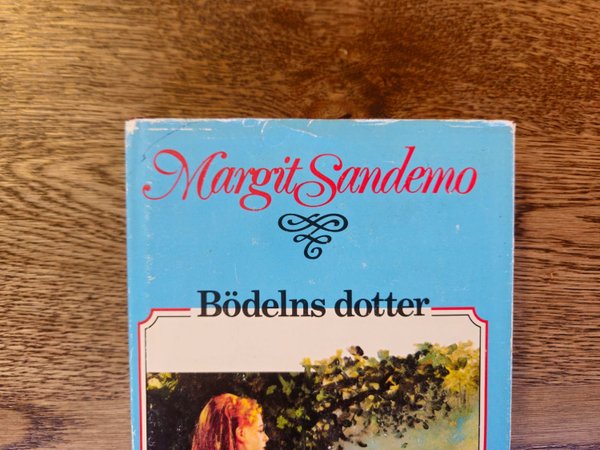 Margit Sandemo
Bödelns dotter